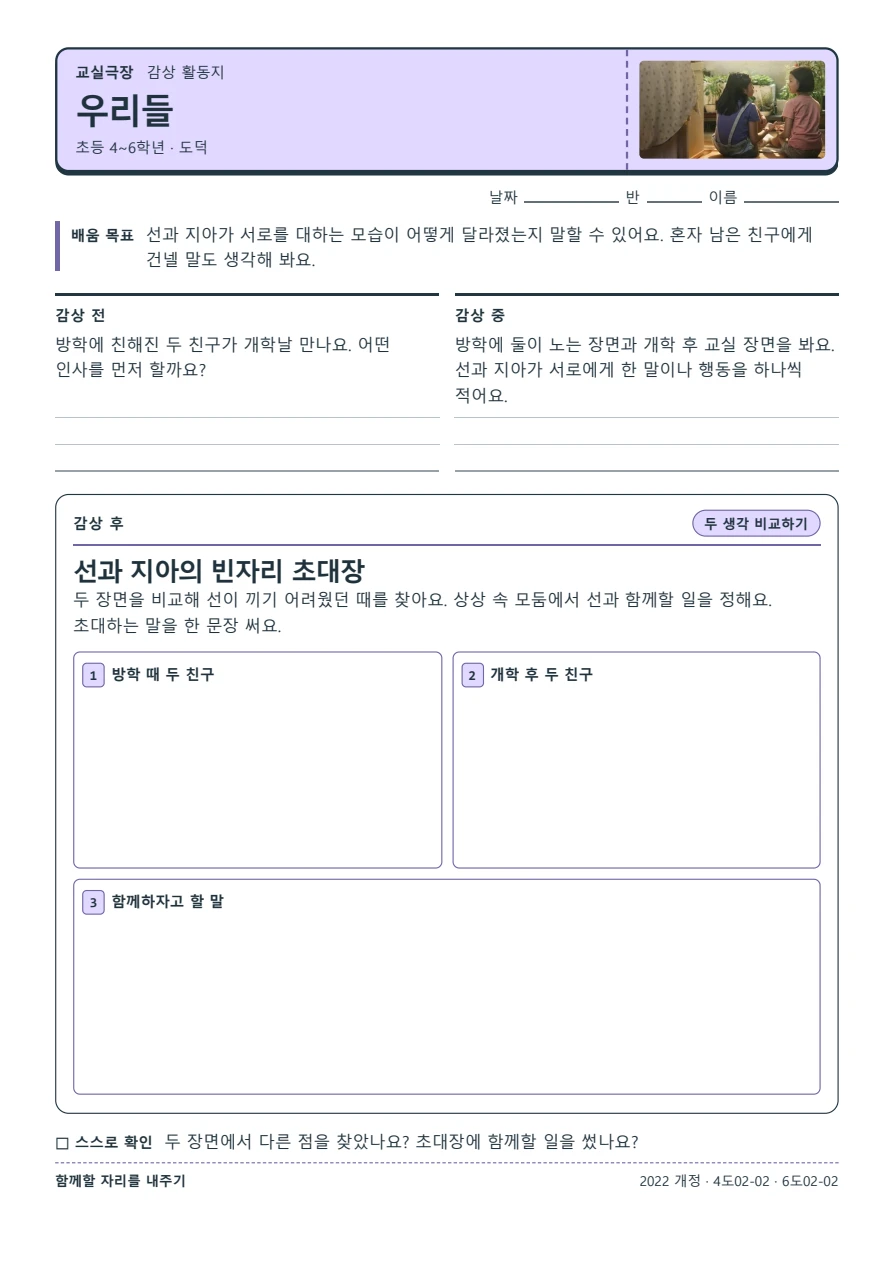 교실극장 감상 활동지
우리들
초등 4~6학년 · 도덕
날짜 반 이름
배움 목표 선과 지아가 서로를 대하는 모습이 어떻게 달라졌는지 말할 수 있어요. 혼자 남은 친구에게
건넬 말도 생각해 봐요.
감상 전
방학에 친해진 두 친구가 개학날 만나요. 어떤
인사를 먼저 할까요?
감상 중
방학에 둘이 노는 장면과 개학 후 교실 장면을 봐요.
선과 지아가 서로에게 한 말이나 행동을 하나씩
적어요.
감상 후
두 생각 비교하기
선과 지아의 빈자리 초대장
두 장면을 비교해 선이 끼기 어려웠던 때를 찾아요. 상상 속 모둠에서 선과 함께할 일을 정해요.
초대하는 말을 한 문장 써요.
1 방학 때 두 친구
2 개학 후 두 친구
3 함께하자고 할 말
□ 스스로 확인 두 장면에서 다른 점을 찾았나요? 초대장에 함께할 일을 썼나요?
함께할 자리를 내주기
2022 개정 · 4도02-02 · 6도02-02